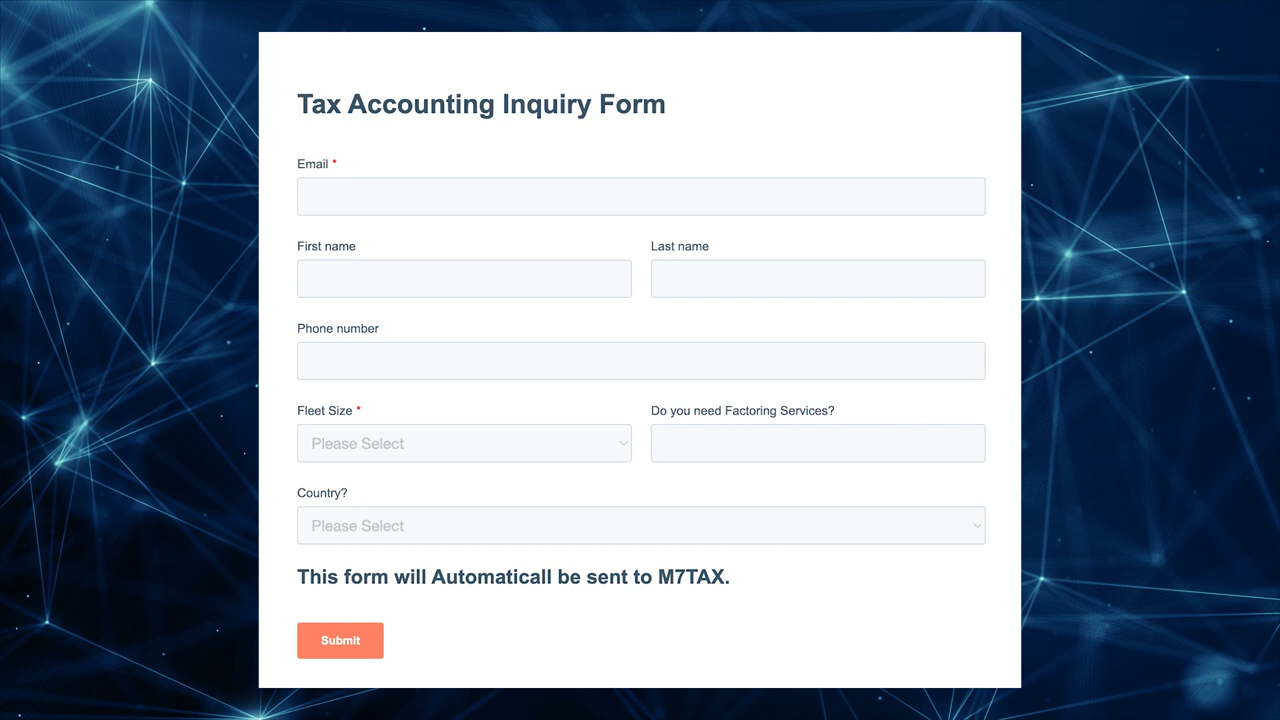 Tax Accounting Inquiry Form
Email *
First name
Last name
Phone number
Fleet Size *
Do you need Factoring Services?
Please Select
Country?
Please Select
This form will Automaticall be sent to M7TAX.
Submit